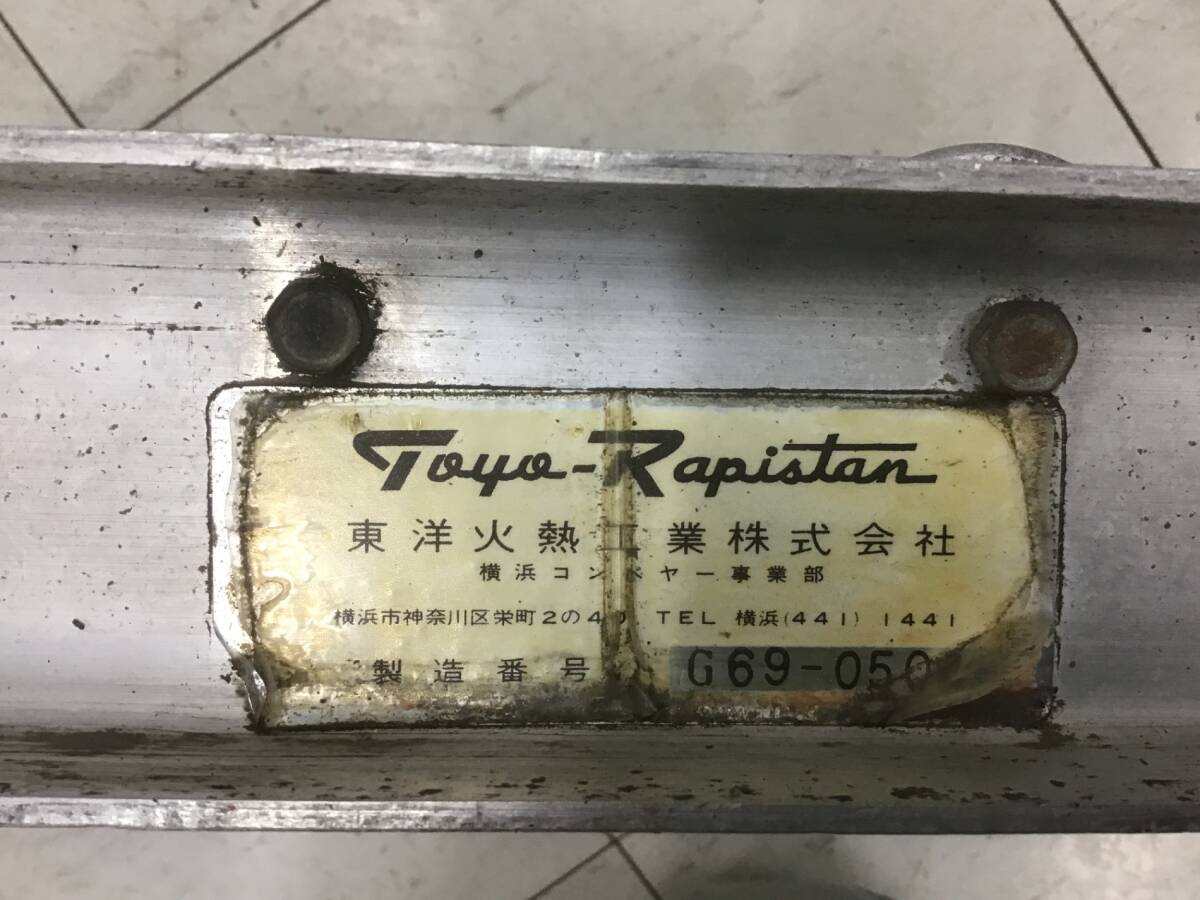 Toyo-Rapistan
東洋火熱工業株式会社
横浜コンベヤー事業部
横浜市神奈川区栄町2の40 TEL 横浜(441) 1441
製造番号 G69-050